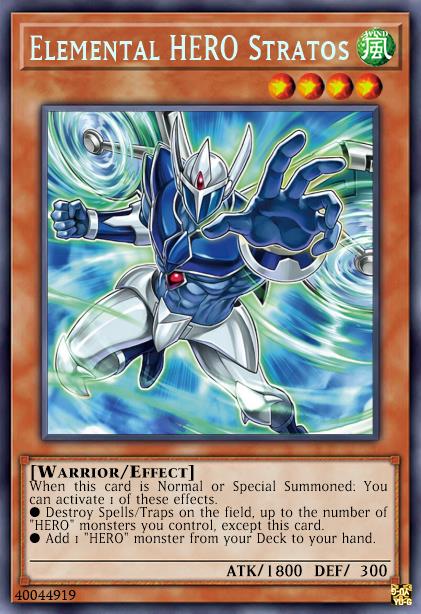 ELEMENTAL HERO STRATOS
WIND
風
[WARRIOR/EFFECT]
When this card is Normal or Special Summoned: You
can activate 1 of these effects.
● Destroy Spells/Traps on the field, up to the number of
"HERO" monsters you control, except this card.
● Add 1 "HERO" monster from your Deck to your hand.
ATK/1800 DEF/ 300
40044919